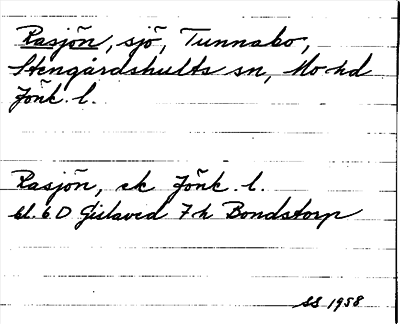 Rasjön, sjö, Tunnabo,
Stengårdshults sn, Mo hd
Jönk. l.
Rasjön, ek Jönk. l.
bl. 6 D Gislaved 7 h Bondstorp
SS 1958